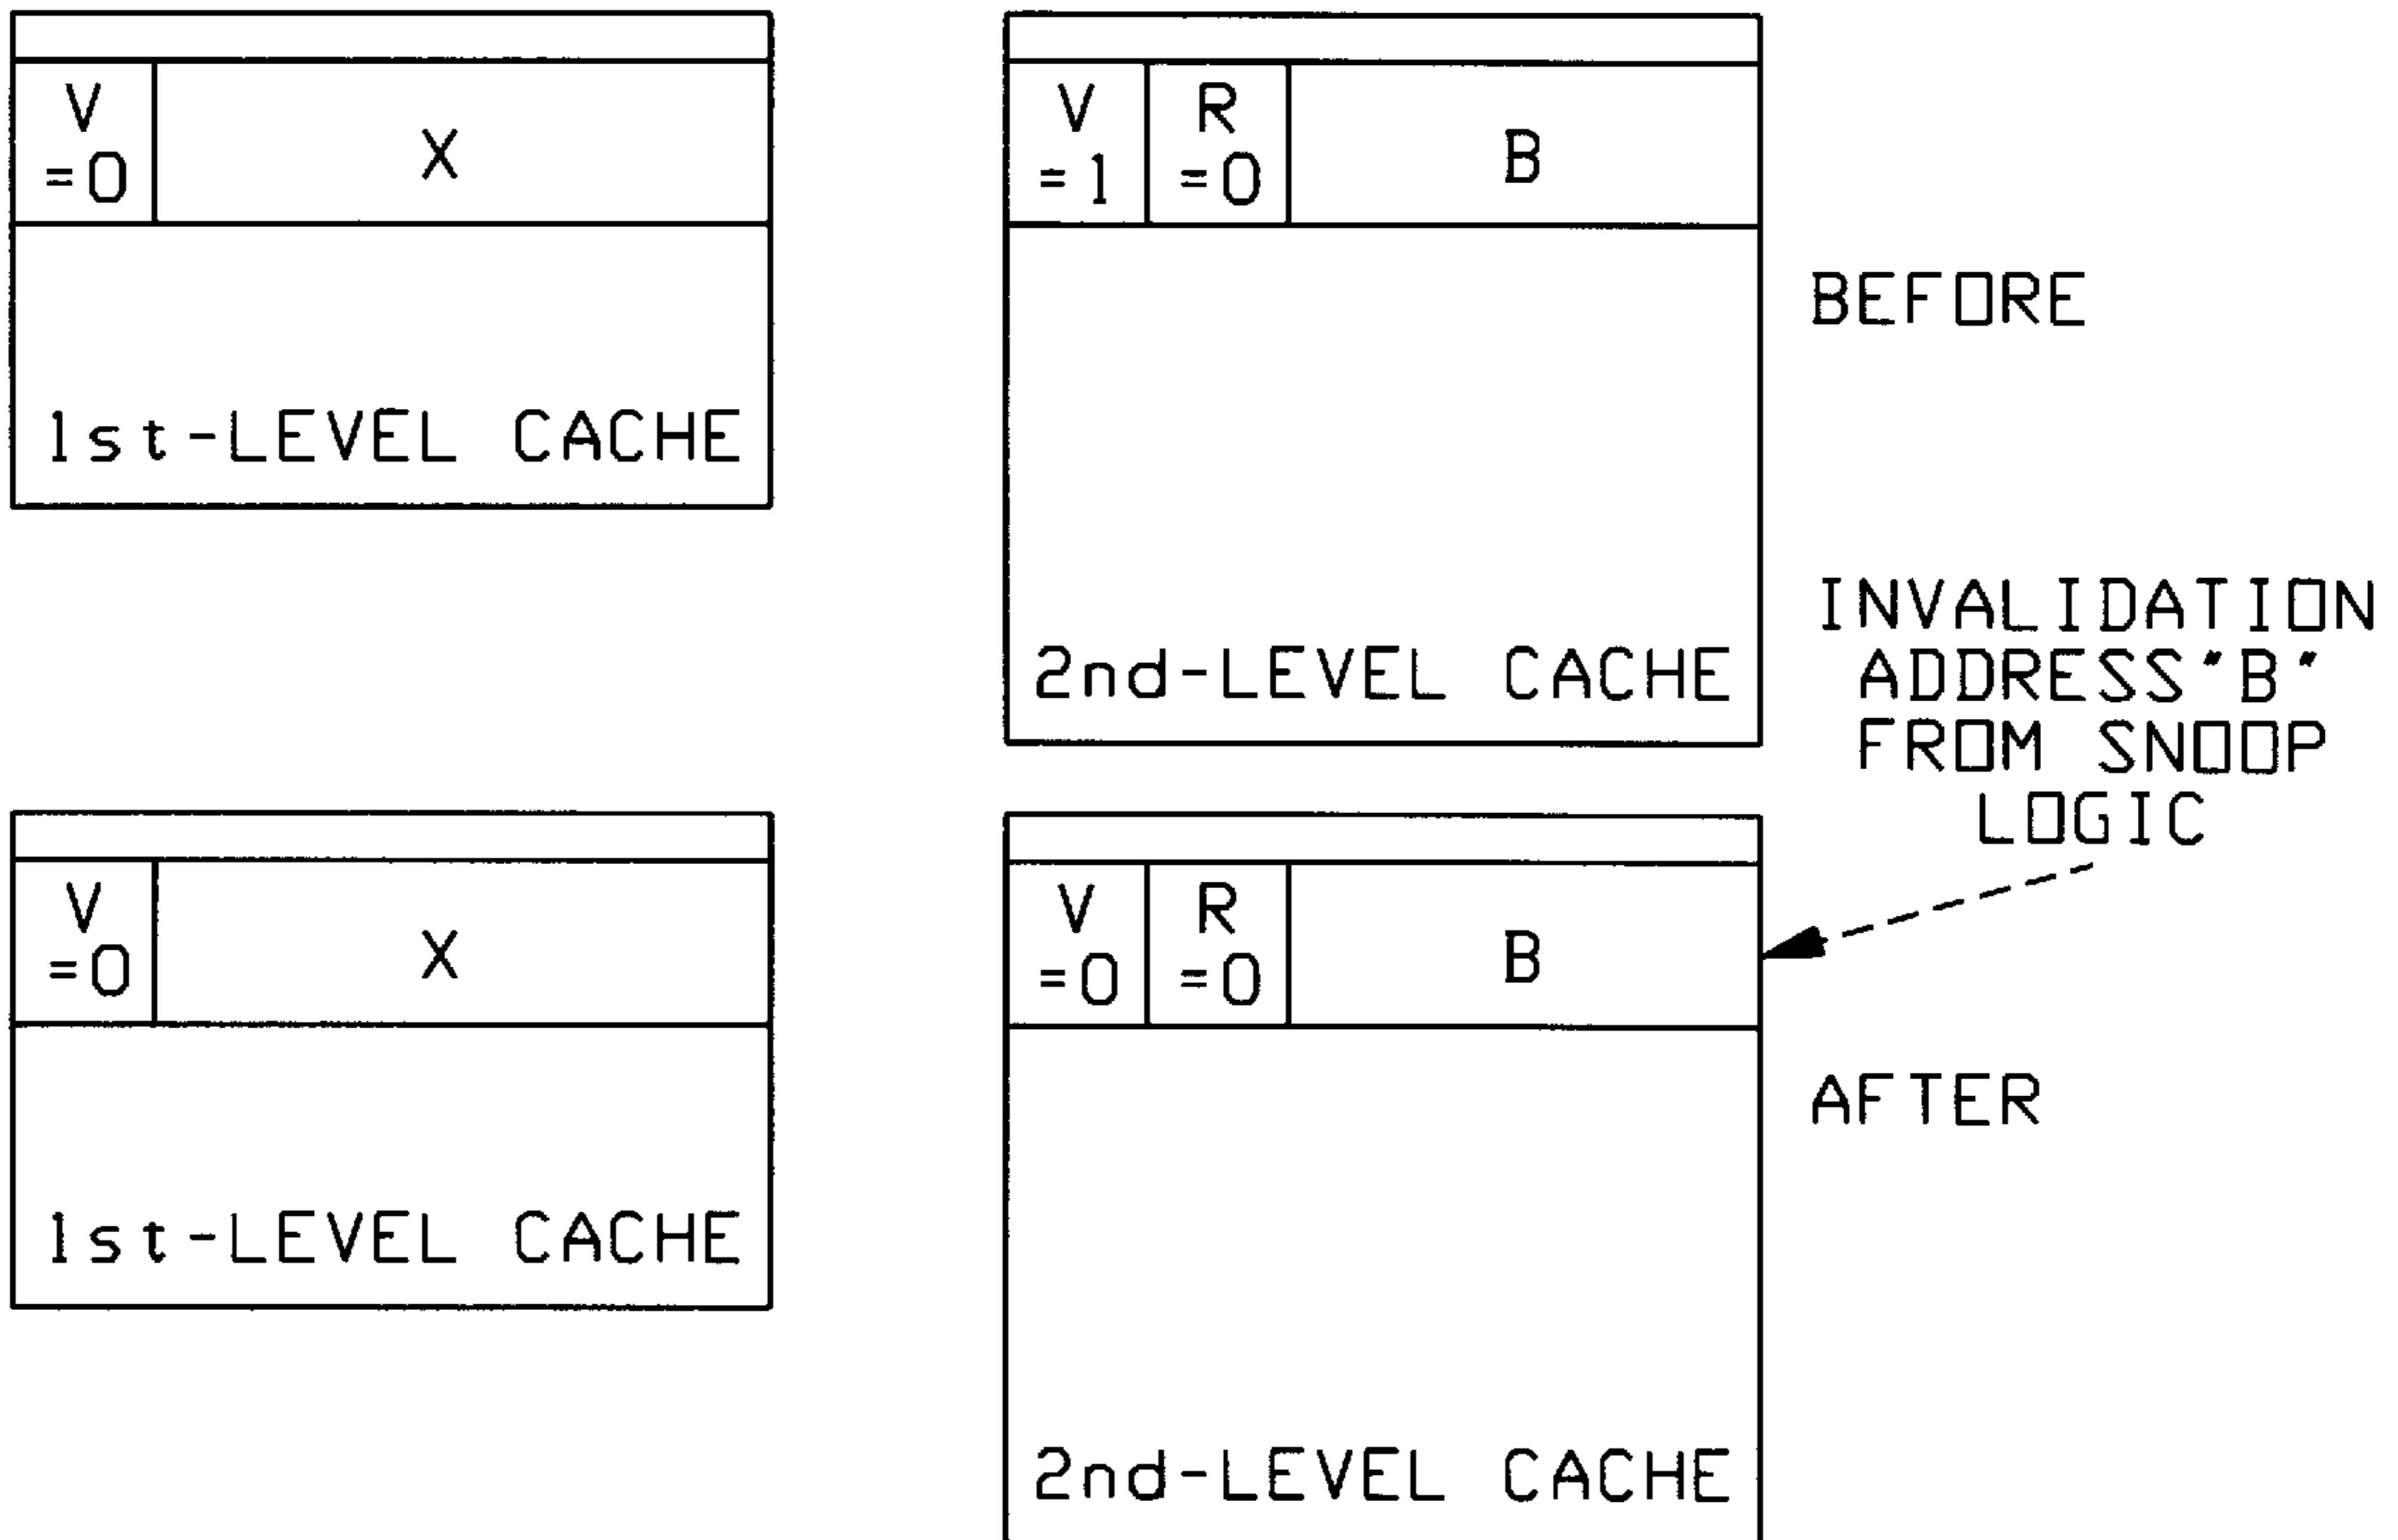 V
=0
X
1st-LEVEL CACHE
V
=1
R
=0
B
2nd-LEVEL CACHE
BEFORE
INVALIDATION
ADDRESS"B"
FROM SNOOP
LOGIC
V
=0
X
1st-LEVEL CACHE
V
=0
R
=0
B
2nd-LEVEL CACHE
AFTER